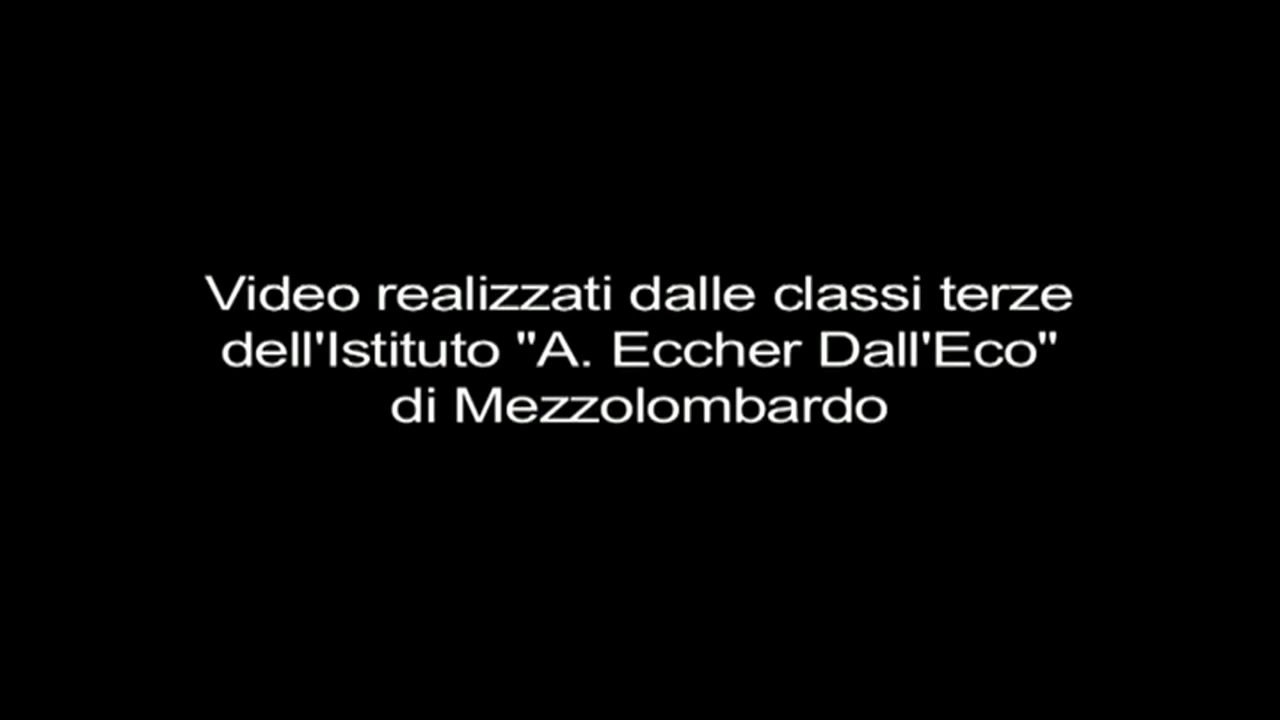 Video realizzati dalle classi terze
dell'Istituto "A. Eccher Dall'Eco"
di Mezzolombardo